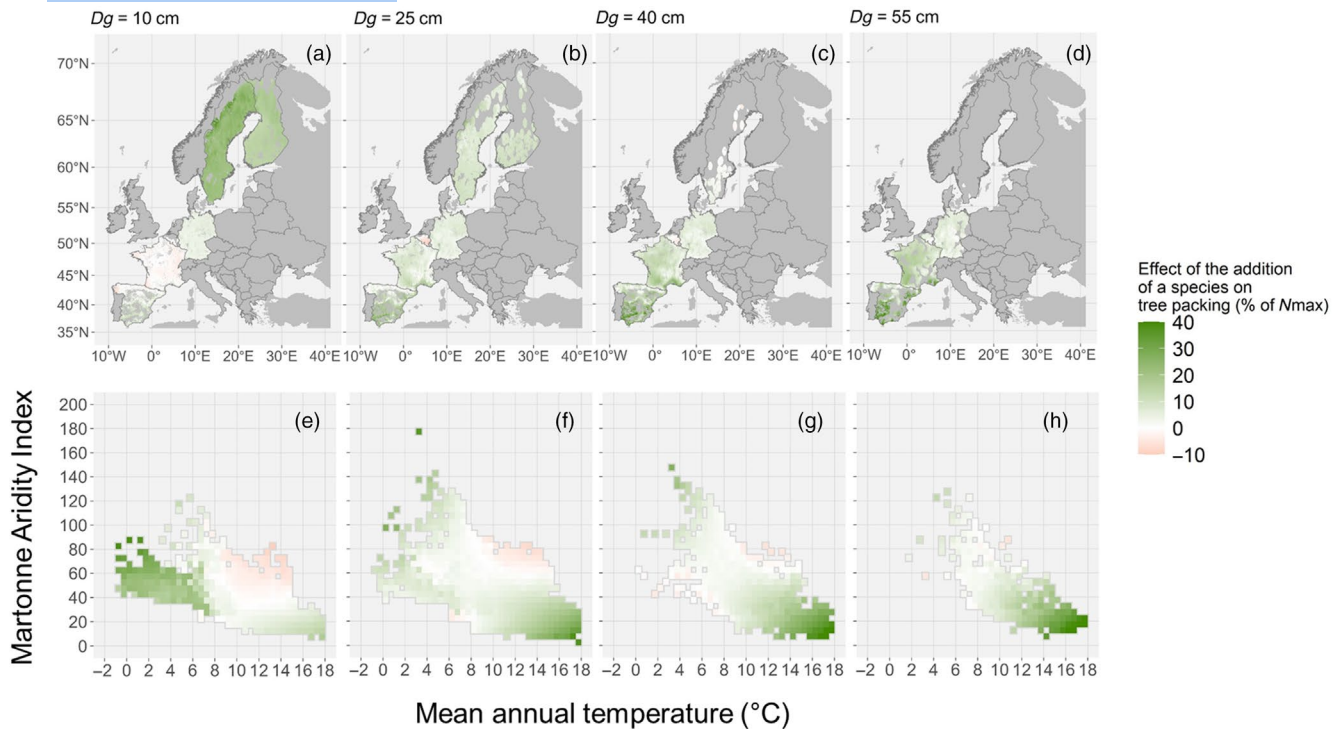 Dg = 10 cm
Dg = 25 cm
Dg = 40 cm
Dg = 55 cm
(a)
(b)
(c)
(d)
70°N
65°N
60°N
55°N
50°N
45°N
40°N
35°N
10°W 0° 10°E 20°E 30°E 40°E
10°W 0° 10°E 20°E 30°E 40°E
10°W 0° 10°E 20°E 30°E 40°E
10°W 0° 10°E 20°E 30°E 40°E
Effect of the addition
of a species on
tree packing (% of Nmax)
40
30
20
10
0
−10
Martonne Aridity Index
(e)
(f)
(g)
(h)
200
180
160
140
120
100
80
60
40
20
0
−2 0 2 4 6 8 10 12 14 16 18
−2 0 2 4 6 8 10 12 14 16 18
−2 0 2 4 6 8 10 12 14 16 18
−2 0 2 4 6 8 10 12 14 16 18
Mean annual temperature (°C)